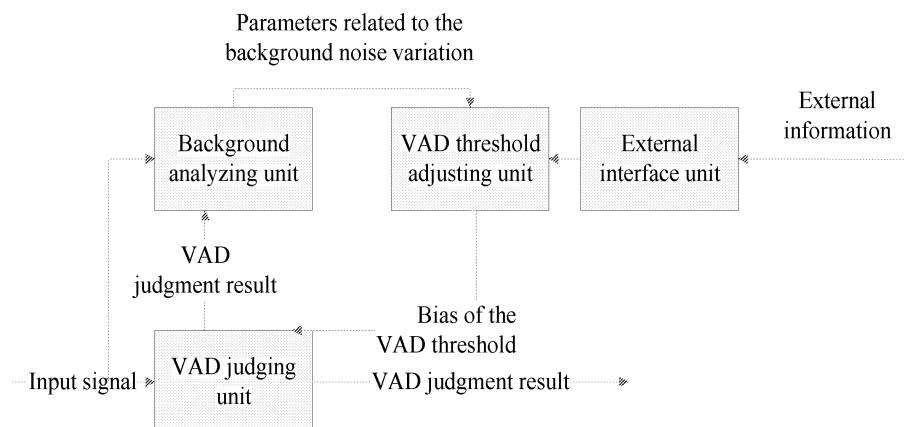 Parameters related to the
background noise variation
External
information
Background
analyzing unit
VAD threshold
adjusting unit
External
interface unit
VAD
judgment result
Bias of the
VAD threshold
Input signal
VAD judging
unit
VAD judgment result